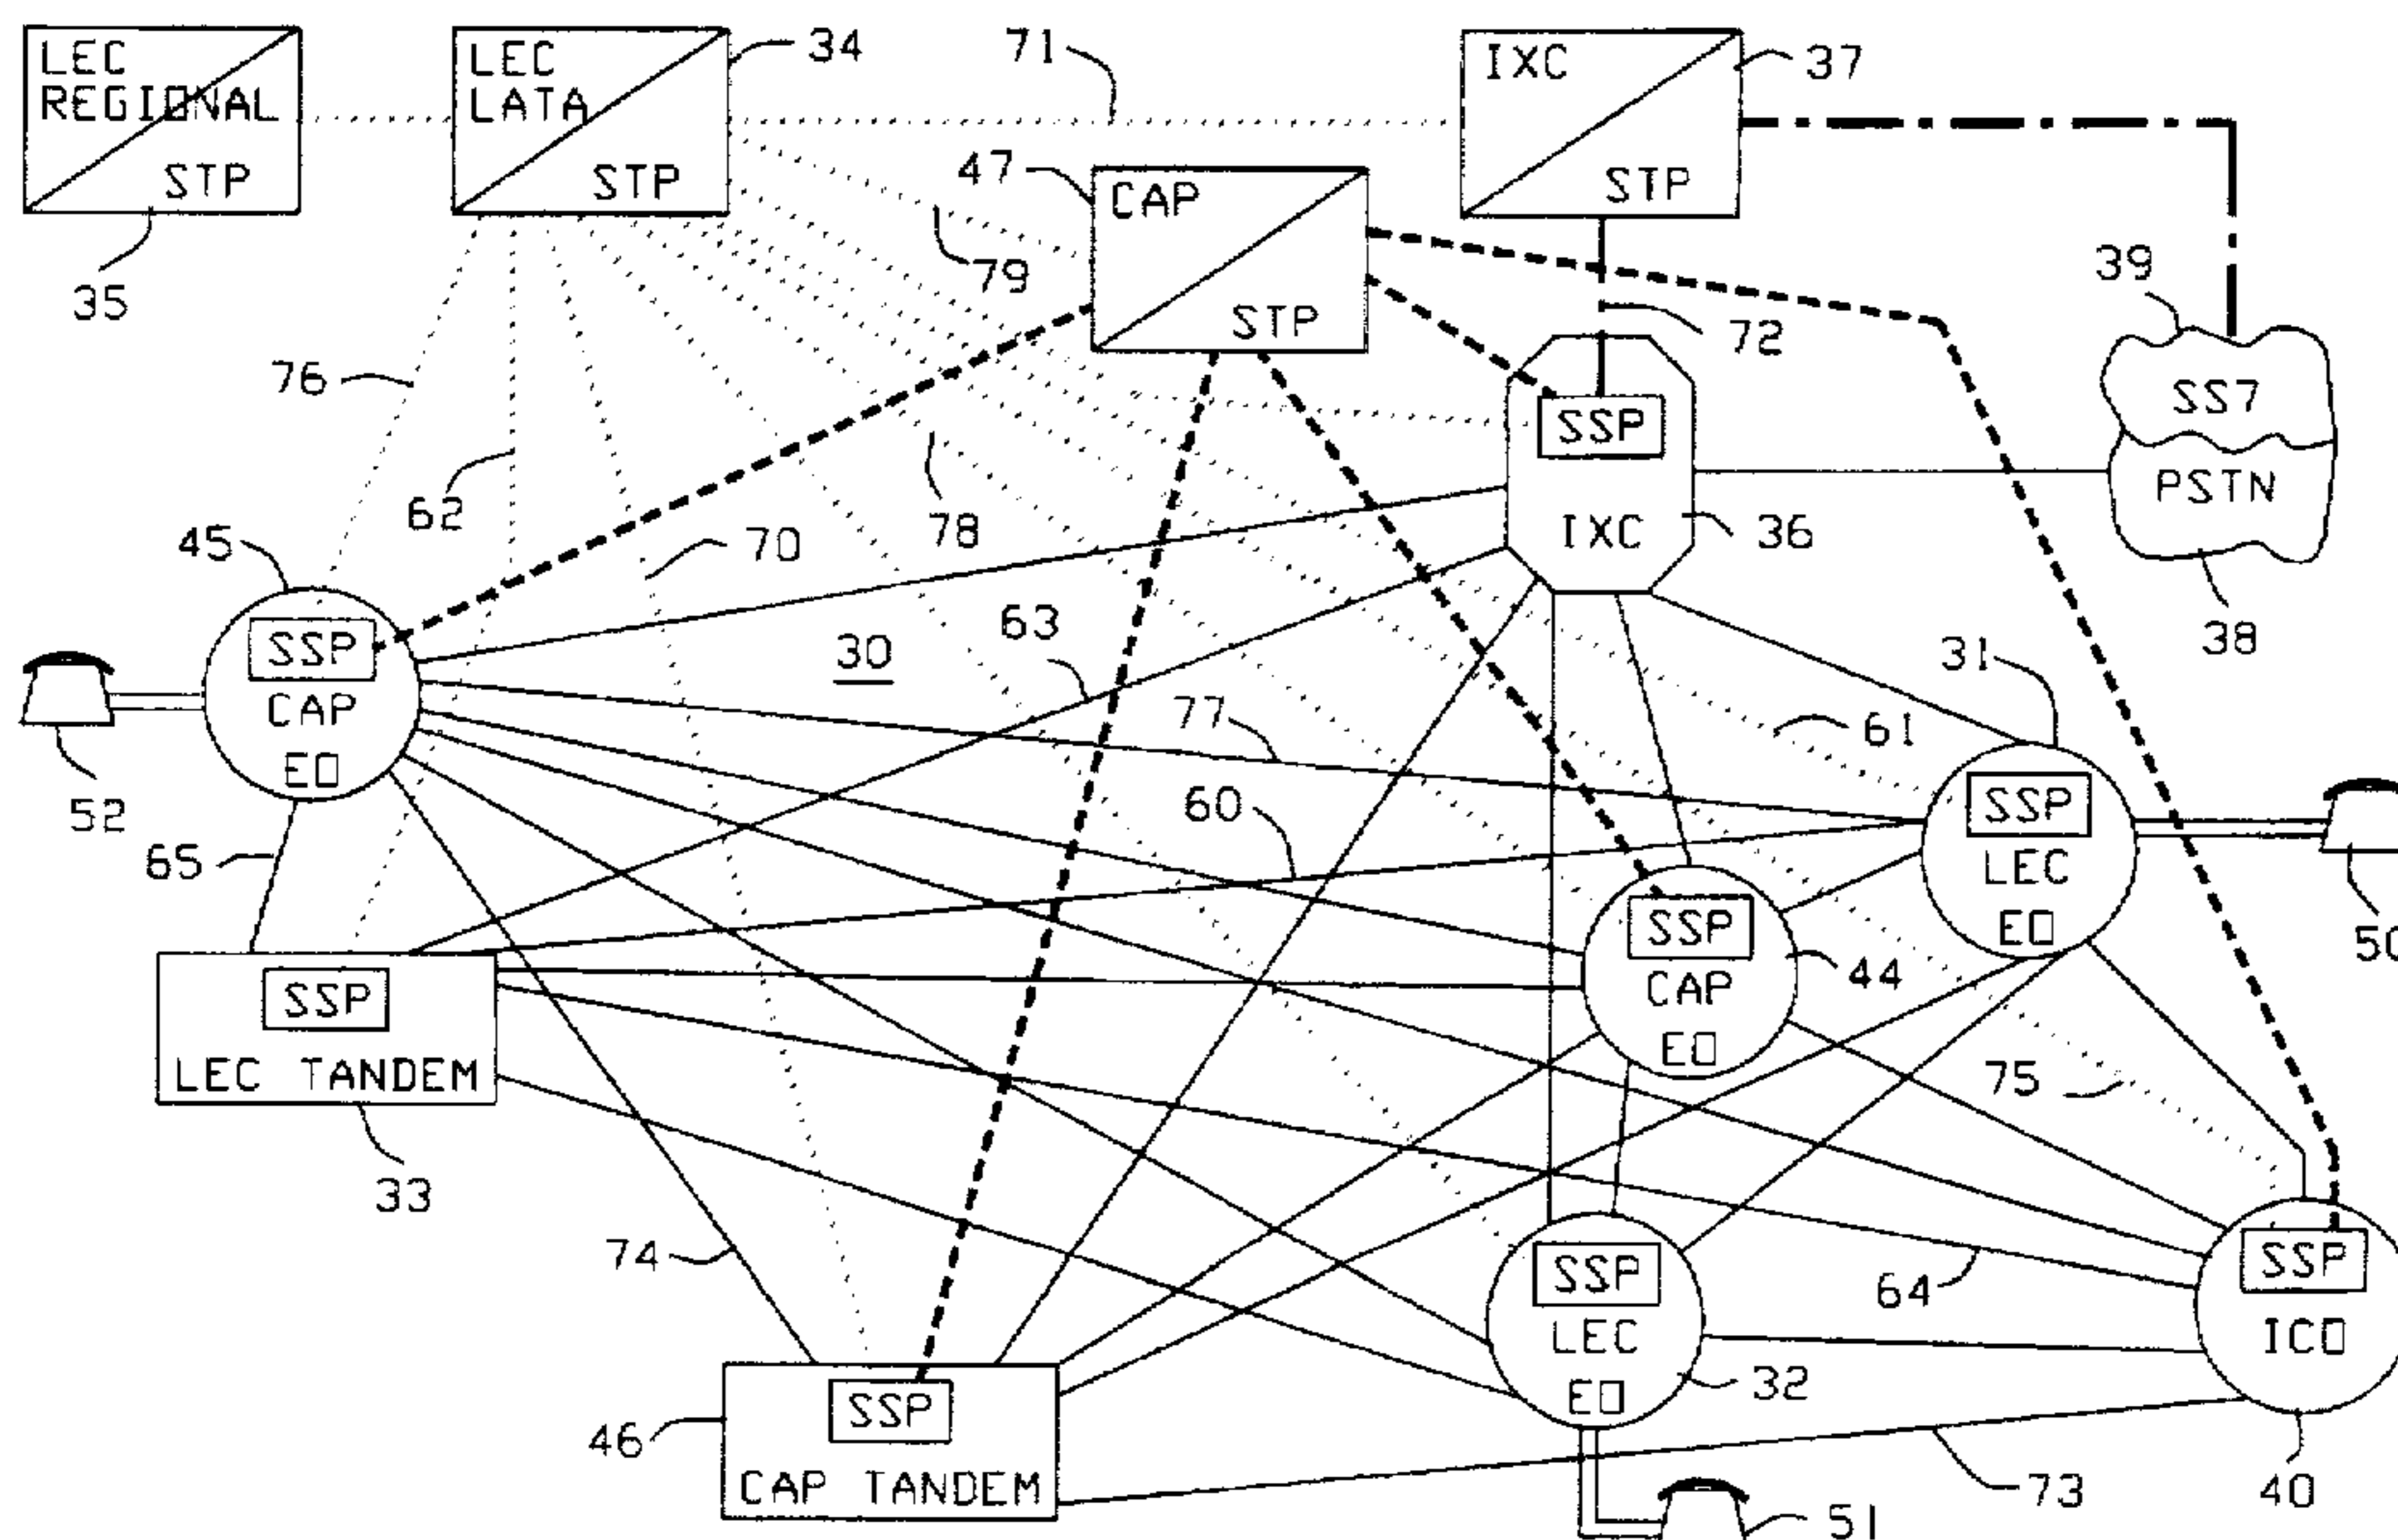 LEC
REGIONAL
STP
35
LEC
LATA
STP
34
71
IXC
STP
37
47
CAP
STP
79
72
39
SS7
PSTN
38
76
62
78
70
SSP
IXC
36
45
SSP
CAP
EO
52
30
63
77
61
31
60
65
SSP
LEC
EO
50
SSP
CAP
EO
44
SSP
LEC TANDEM
33
75
74
64
SSP
LEC
EO
32
SSP
ICO
40
46
SSP
CAP TANDEM
73
51